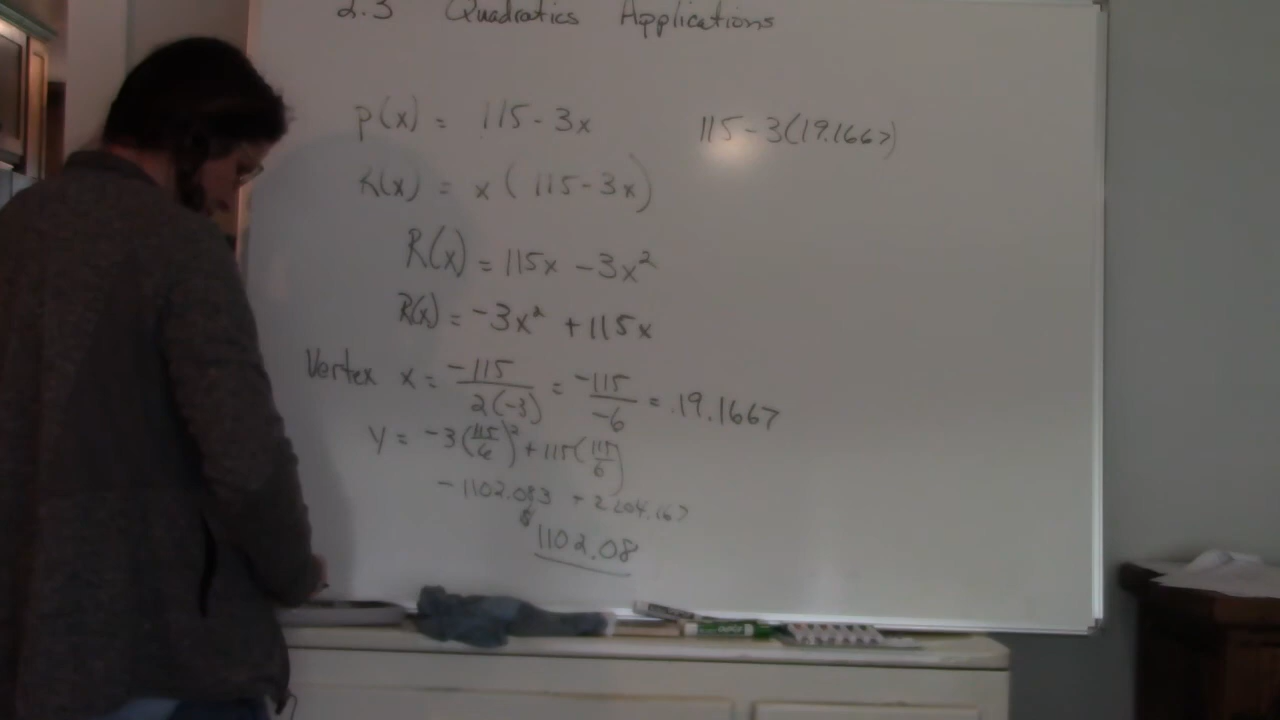 2.3 Quadratics Applications
p(x) = 115 - 3x
115 - 3(19.1667)
R(x) = x(115 - 3x)
R(x) = 115x - 3x²
R(x) = -3x² + 115x
Vertex x = -115/2(-3) = -115/-6 = 19.1667
y = -3(115/6)² + 115(115/6)
-1102.083 + 2204.167
$1102.08